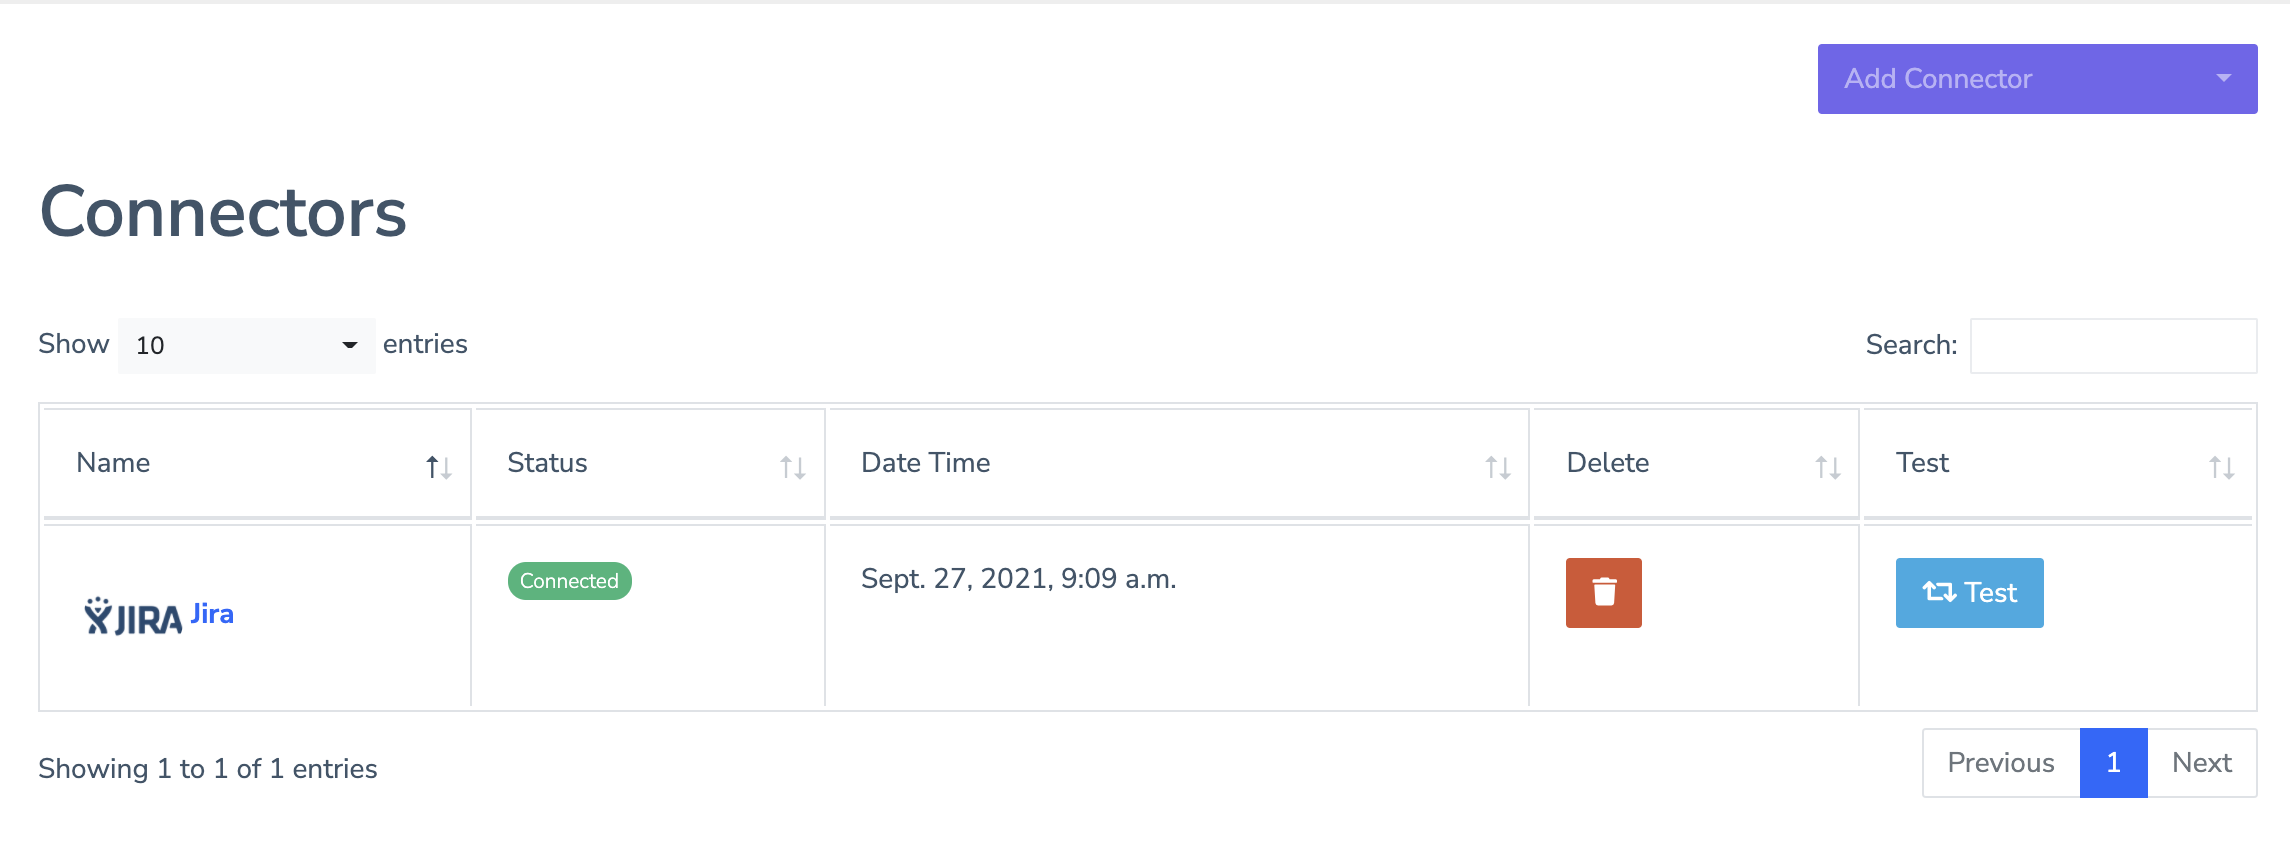 Add Connector
Connectors
Show 10 entries
Search:
Name Status Date Time Delete Test
JIRA Jira Connected Sept. 27, 2021, 9:09 a.m. Test
Showing 1 to 1 of 1 entries
Previous 1 Next